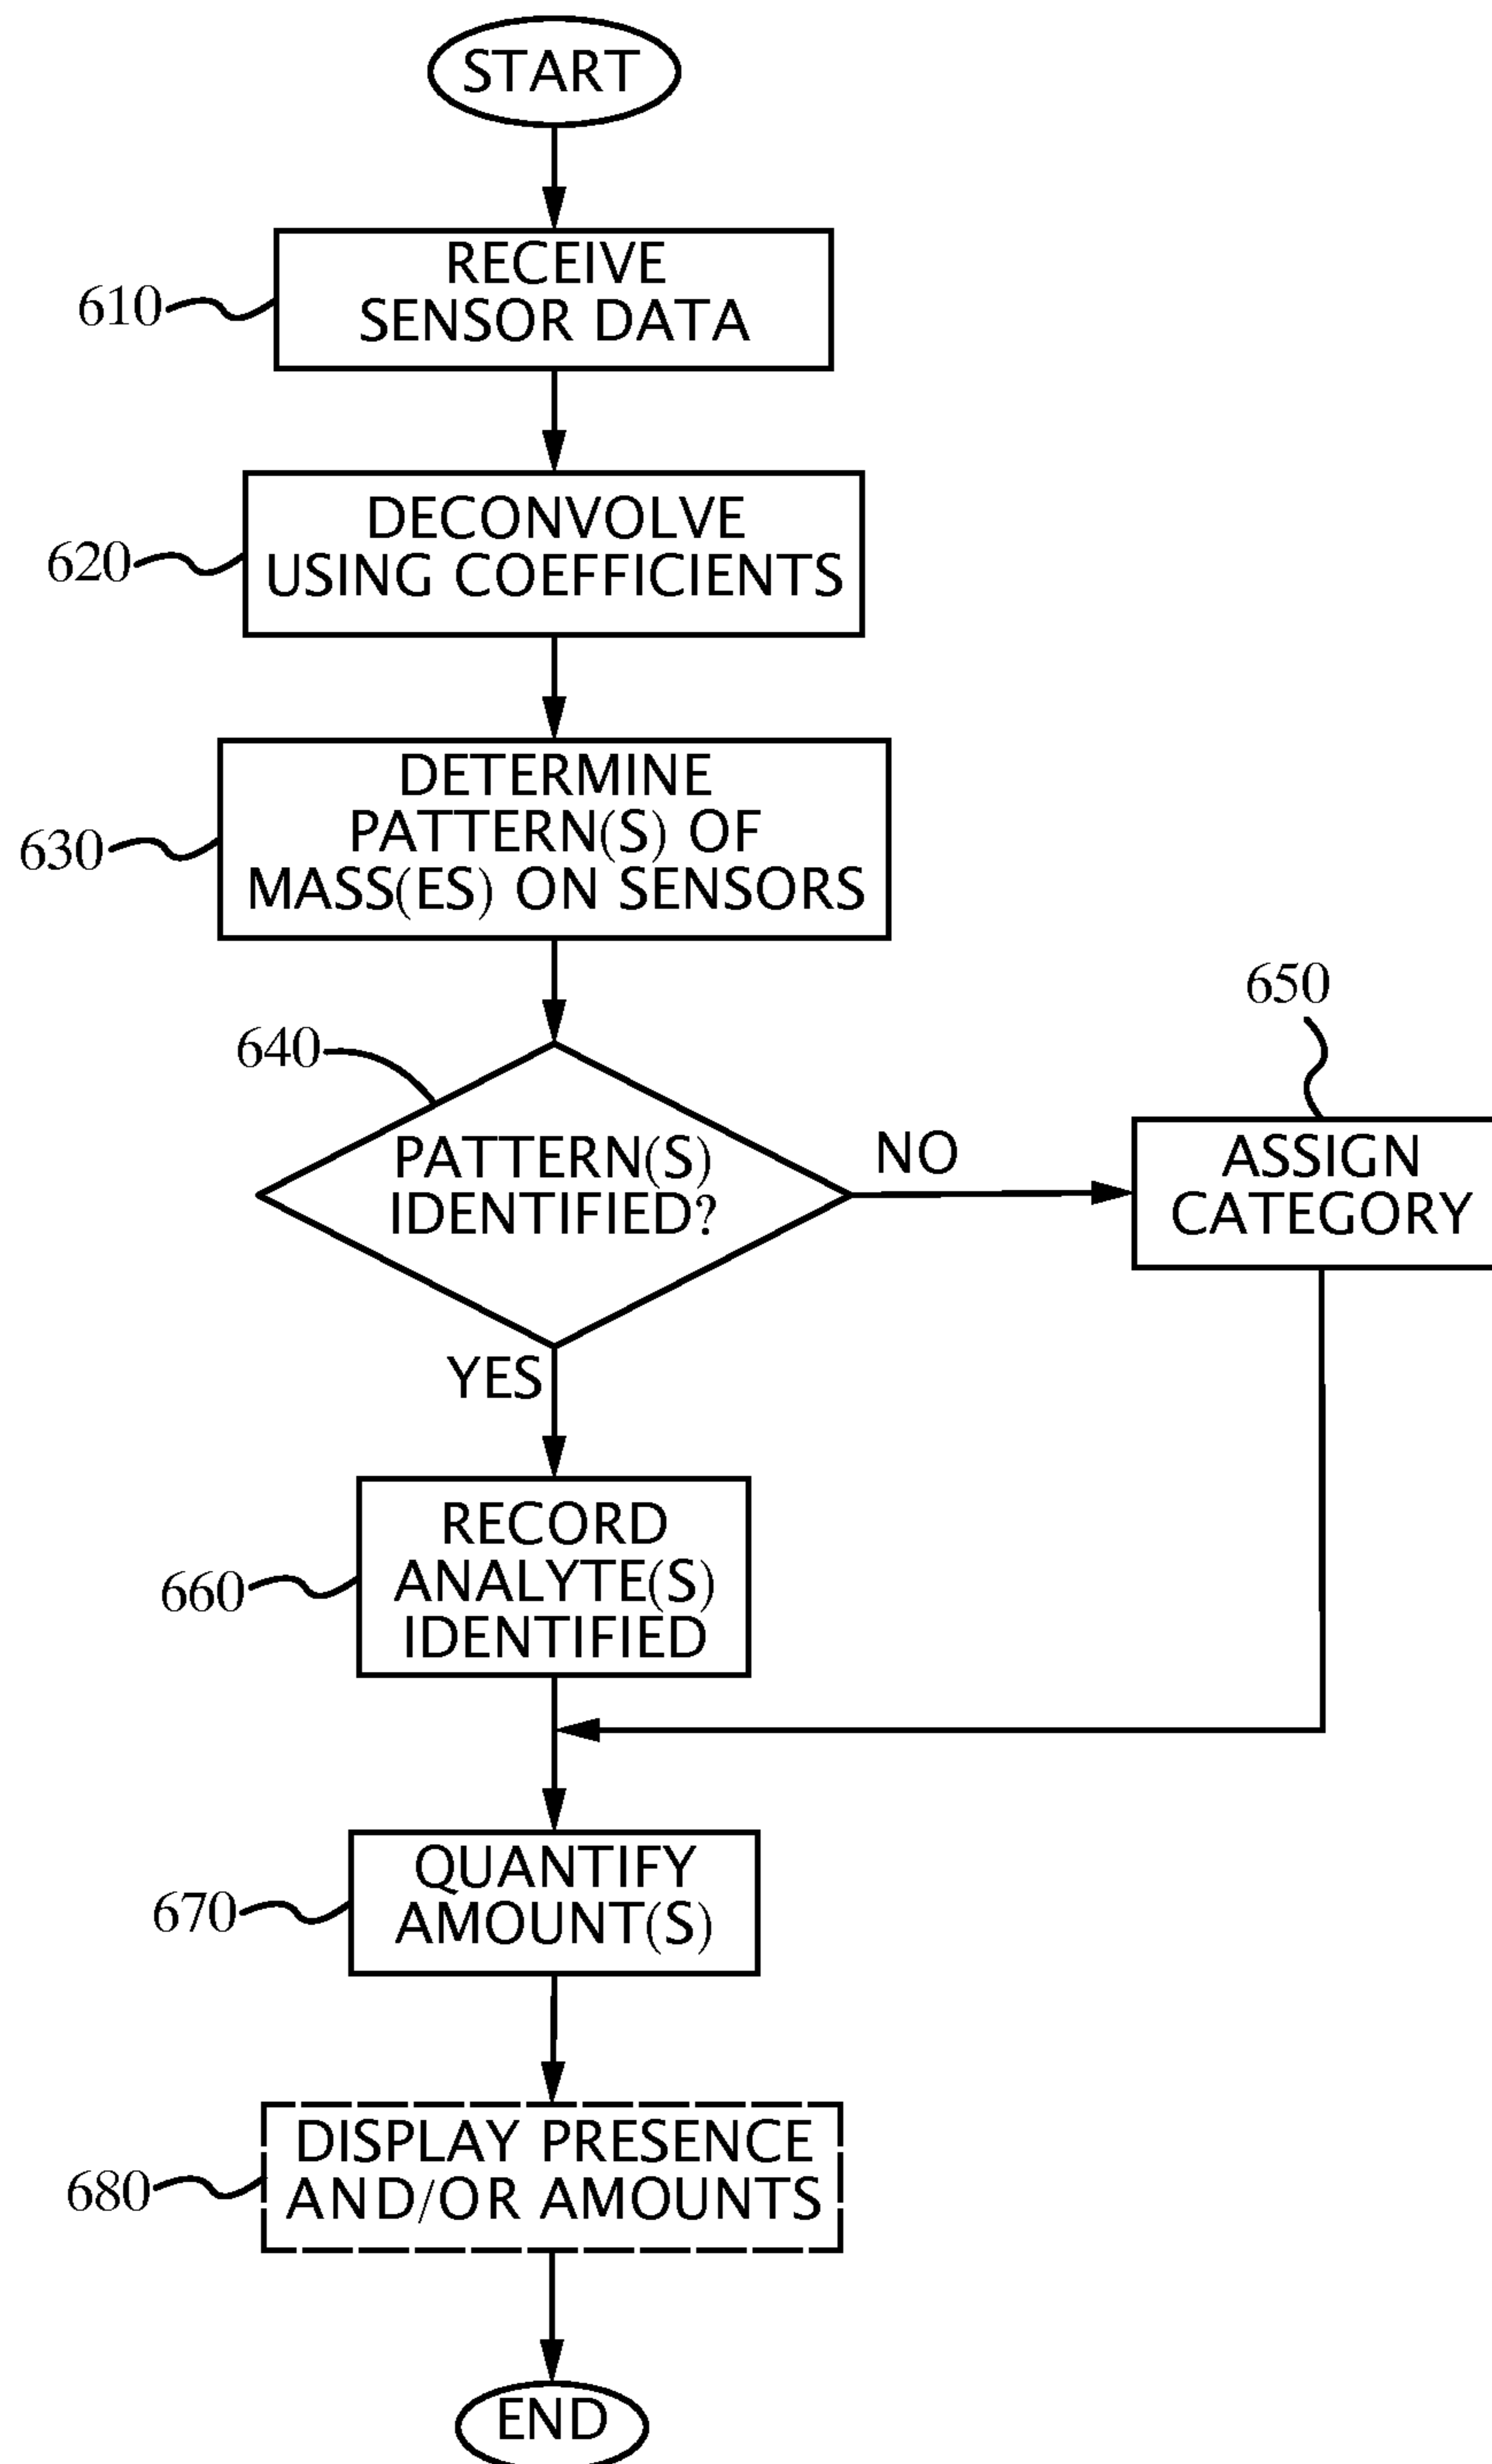 START
610
RECEIVE
SENSOR DATA
620
DECONVOLVE
USING COEFFICIENTS
630
DETERMINE
PATTERN(S) OF
MASS(ES) ON SENSORS
640
PATTERN(S)
IDENTIFIED?
NO
650
ASSIGN
CATEGORY
YES
660
RECORD
ANALYTE(S)
IDENTIFIED
670
QUANTIFY
AMOUNT(S)
680
DISPLAY PRESENCE
AND/OR AMOUNTS
END